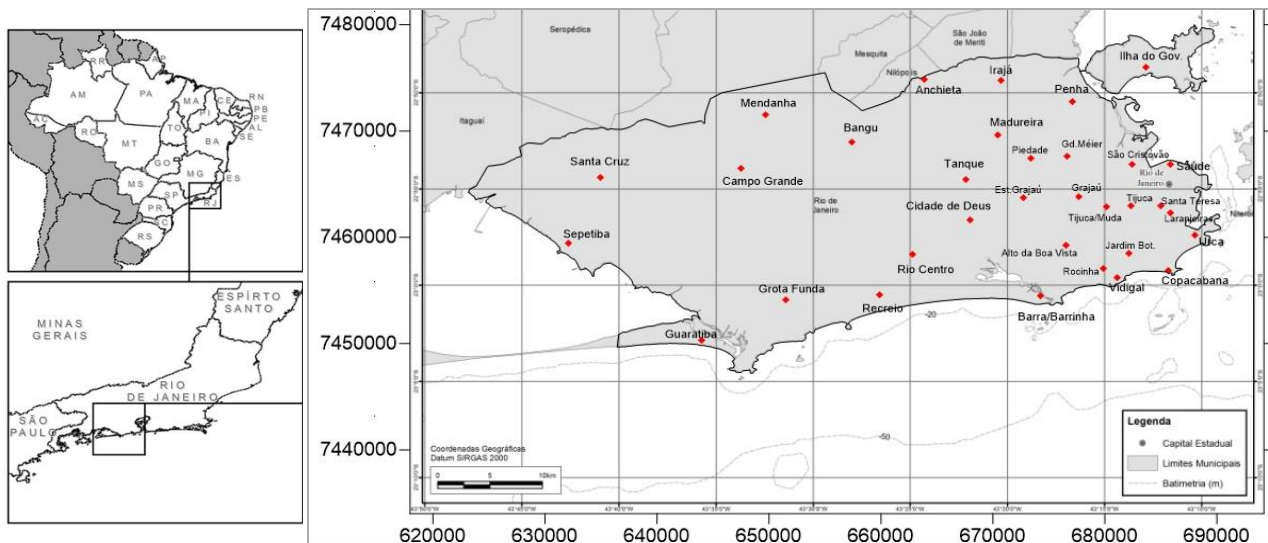 RR
AP
AM
PA
MA
CE
RN
PB
PE
AL
SE
PI
AC
RO
TO
BA
MT
GO
MG
ES
MS
SP
RJ
PR
SC
RS
ESPÍRTO
SANTO
MINAS
GERAIS
RIO
DE JANEIRO
SÃO
PAULO
7480000
7470000
7460000
7450000
7440000
Seropédica
São João
de Meriti
Mesquita
Nilópolis
Itaguaí
Ilha do Gov.
Irajá
Anchieta
Penha
Mendanha
Bangu
Madureira
Piedade
Gd.Méier
São Cristovão
Saúde
Rio de
Janeiro
Santa Cruz
Campo Grande
Tanque
Est.Grajaú
Grajaú
Tijuca
Santa Teresa
Rio de
Janeiro
Cidade de Deus
Tijuca/Muda
Laranjeiras
Niterói
Sepetiba
Urca
Alto da Boa Vista
Jardim Bot.
Rio Centro
Rocinha
Copacabana
Vidigal
Grota Funda
Recreio
Barra/Barrinha
-20
Guaratiba
-50
Legenda
Capital Estadual
Limites Municipais
Batimetria (m)
Coordenadas Geográficas
Datum SIRGAS 2000
0 5 10km
620000 630000 640000 650000 660000 670000 680000 690000